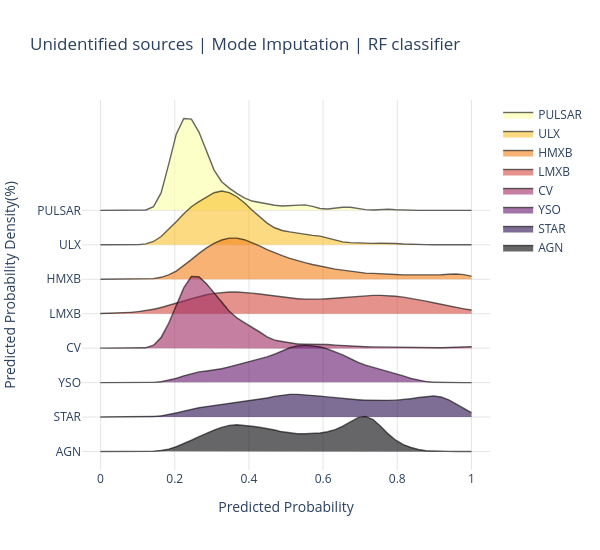 Unidentified sources | Mode Imputation | RF classifier
Predicted Probability Density(%)
PULSAR
ULX
HMXB
LMXB
CV
YSO
STAR
AGN
0 0.2 0.4 0.6 0.8 1
Predicted Probability
PULSAR
ULX
HMXB
LMXB
CV
YSO
STAR
AGN